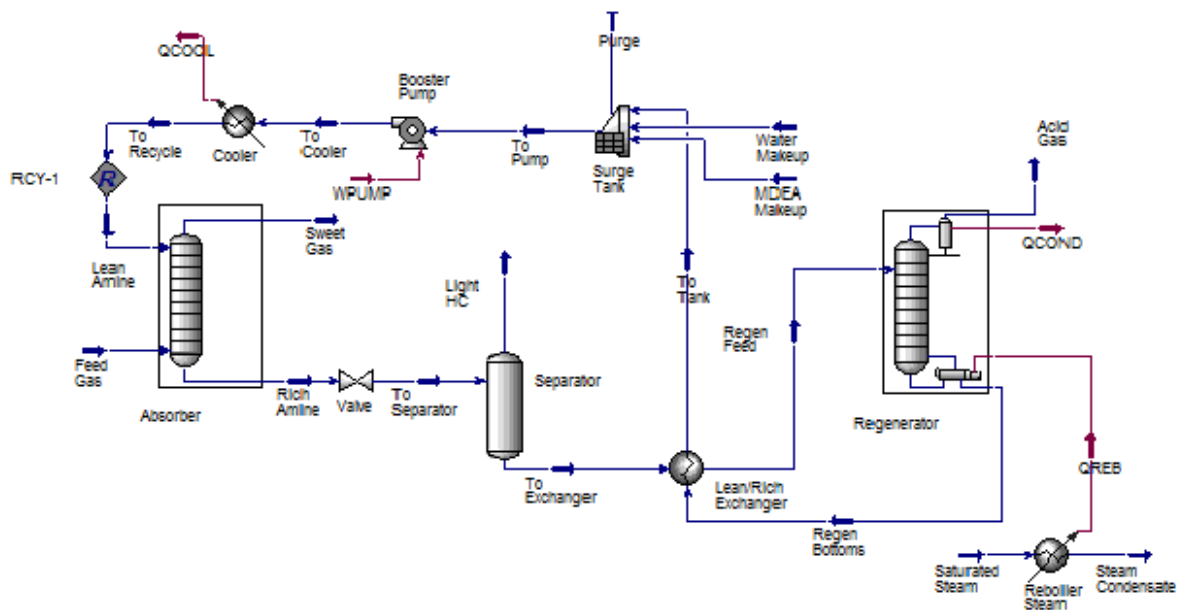 Purge
QCOOL
Booster
Pump
To
Recycle
Cooler
To
Cooler
To
Pump
Surge
Tank
Water
Makeup
MDEA
Makeup
Acid
Gas
RCY-1
R
WPUMP
QCOND
Sweet
Gas
Lean
Amine
Light
HC
To
Tank
Regen
Feed
Feed
Gas
Absorber
Rich
Amine
Valve
To
Separator
Separator
Regenerator
To
Exchanger
Lean/Rich
Exchanger
QREB
Regen
Bottoms
Saturated
Steam
Reboiler
Steam
Steam
Condensate